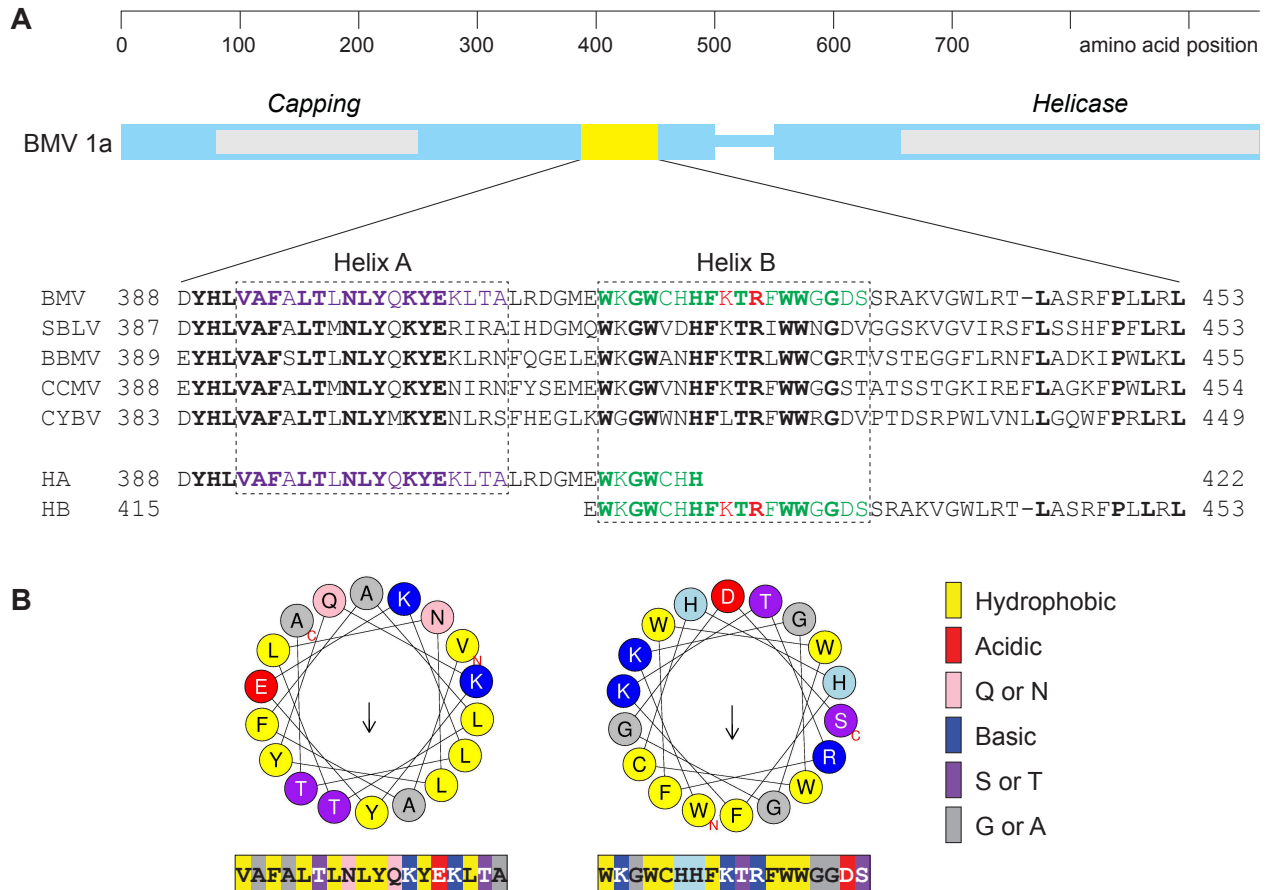 A
0 100 200 300 400 500 600 700 amino acid position
Capping Helicase
BMV 1a
Helix A Helix B
BMV 388 DYHLVAFALTLNLYQKYEKLTALRDGMEWKGWCHHFKTRFWWGGDSSRAKVGWLRT-LASRFPLLRL 453
SBLV 387 DYHLVAFALTMNLYQKYERIRAIHDGMQWKGWVDHFKTRIWWNGDVGGSKVGVIRSFLSSHFPFLRL 453
BBMV 389 EYHLVAFSLTLNLYQKYEKLRNFQGELEWKGWANHFKTRLWWCGRTVSTEGGFLRNFLADKIPWLKL 455
CCMV 388 EYHLVAFALTMNLYQKYENIRNFYSEMEWKGWVNHFKTRFWWGGSTATSSTGKIREFLAGKFPWLRL 454
CYBV 383 DYHLVAFALTLNLYMKYENLRSFHEGLKWGGWWNHFLTRFWWRGDVPTDSRPWLVNLLGQWFPRLRL 449
HA 388 DYHLVAFALTLNLYQKYEKLTALRDGMEWKGWCHH 422
HB 415 EWKGWCHHFKTRFWWGGDSSRAKVGWLRT-LASRFPLLRL 453
B
A K N V N K L L L A Y T T Y F E L A C Q
D T G W H S C R W G F W N F C G K K W H
Hydrophobic
Acidic
Q or N
Basic
S or T
G or A
VAFALTLNLYQKYEKLTA WKGWCHHFKTRFWWGGDS